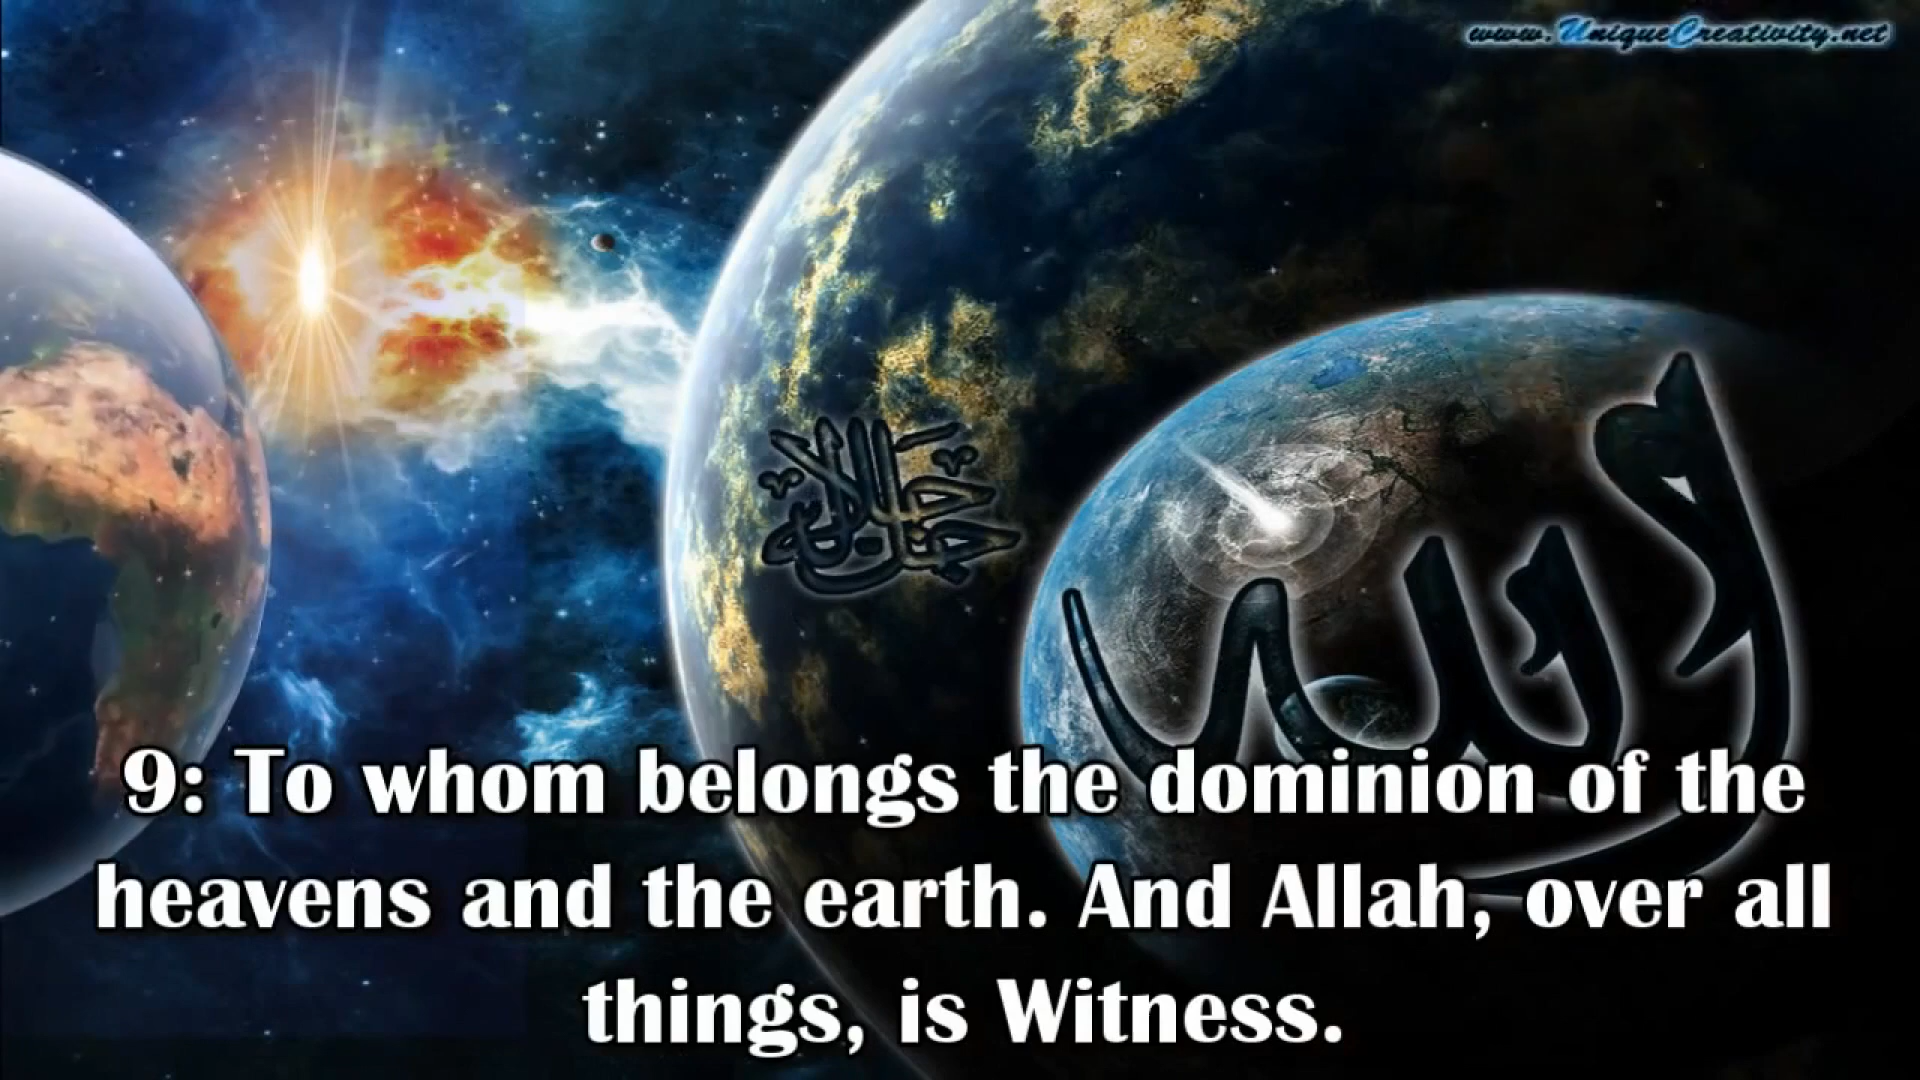 www.UniqueCreativity.net
جل جلاله
الله
9: To whom belongs the dominion of the
heavens and the earth. And Allah, over all
things, is Witness.